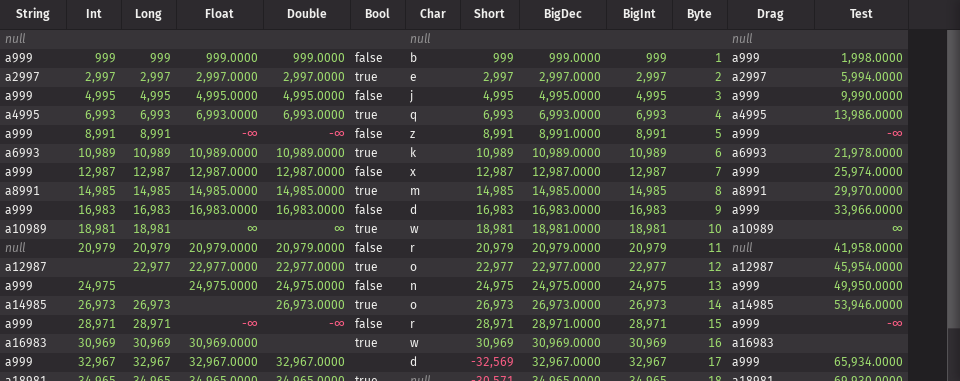 String Int Long Float Double Bool Char Short BigDec BigInt Byte Drag Test
null null null
a999 999 999 999.0000 999.0000 false b 999 999.0000 999 1 a999 1,998.0000
a2997 2,997 2,997 2,997.0000 2,997.0000 true e 2,997 2,997.0000 2,997 2 a2997 5,994.0000
a999 4,995 4,995 4,995.0000 4,995.0000 false j 4,995 4,995.0000 4,995 3 a999 9,990.0000
a4995 6,993 6,993 6,993.0000 6,993.0000 true q 6,993 6,993.0000 6,993 4 a4995 13,986.0000
a999 8,991 8,991 -∞ -∞ false z 8,991 8,991.0000 8,991 5 a999 -∞
a6993 10,989 10,989 10,989.0000 10,989.0000 true k 10,989 10,989.0000 10,989 6 a6993 21,978.0000
a999 12,987 12,987 12,987.0000 12,987.0000 false x 12,987 12,987.0000 12,987 7 a999 25,974.0000
a8991 14,985 14,985 14,985.0000 14,985.0000 true m 14,985 14,985.0000 14,985 8 a8991 29,970.0000
a999 16,983 16,983 16,983.0000 16,983.0000 false d 16,983 16,983.0000 16,983 9 a999 33,966.0000
a10989 18,981 18,981 ∞ ∞ true w 18,981 18,981.0000 18,981 10 a10989 ∞
null 20,979 20,979 20,979.0000 20,979.0000 false r 20,979 20,979.0000 20,979 11 null 41,958.0000
a12987 22,977 22,977.0000 22,977.0000 true o 22,977 22,977.0000 22,977 12 a12987 45,954.0000
a999 24,975 24,975.0000 24,975.0000 false n 24,975 24,975.0000 24,975 13 a999 49,950.0000
a14985 26,973 26,973 26,973.0000 true o 26,973 26,973.0000 26,973 14 a14985 53,946.0000
a999 28,971 28,971 -∞ -∞ false r 28,971 28,971.0000 28,971 15 a999 -∞
a16983 30,969 30,969 30,969.0000 true w 30,969 30,969.0000 30,969 16 a16983
a999 32,967 32,967 32,967.0000 32,967.0000 d -32,569 32,967.0000 32,967 17 a999 65,934.0000
a18981 34,965 34,965 34,965.0000 34,965.0000 true null -30,571 34,965.0000 34,965 18 a18981 69,930.0000